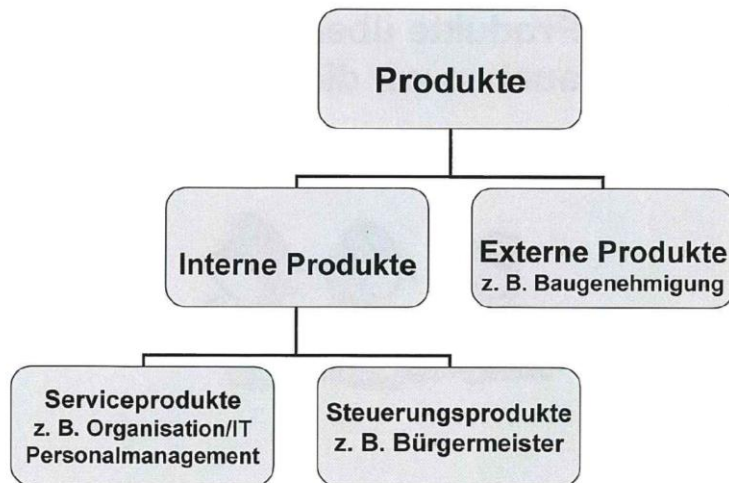 Produkte
Interne Produkte
Externe Produkte
z. B. Baugenehmigung
Serviceprodukte
z. B. Organisation/IT
Personalmanagement
Steuerungsprodukte
z. B. Bürgermeister